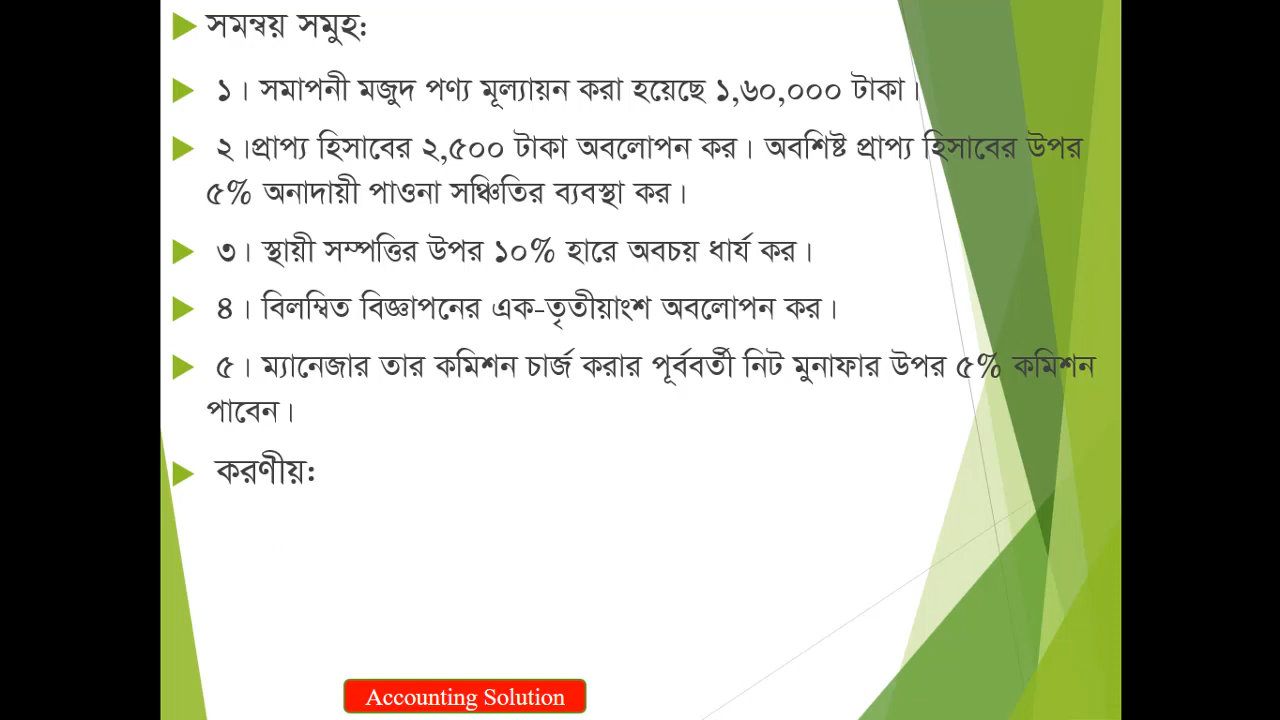 সমন্বয় সমুহ:
১। সমাপনী মজুদ পণ্য মূল্যায়ন করা হয়েছে ১,৬০,০০০ টাকা।
২।প্রাপ্য হিসাবের ২,৫০০ টাকা অবলোপন কর। অবশিষ্ট প্রাপ্য হিসাবের উপর
৫% অনাদায়ী পাওনা সঞ্চিতির ব্যবস্থা কর।
৩। স্থায়ী সম্পত্তির উপর ১০% হারে অবচয় ধার্য কর।
৪। বিলম্বিত বিজ্ঞাপনের এক-তৃতীয়াংশ অবলোপন কর।
৫। ম্যানেজার তার কমিশন চার্জ করার পূর্ববর্তী নিট মুনাফার উপর ৫% কমিশন
পাবেন।
করণীয়:
Accounting Solution